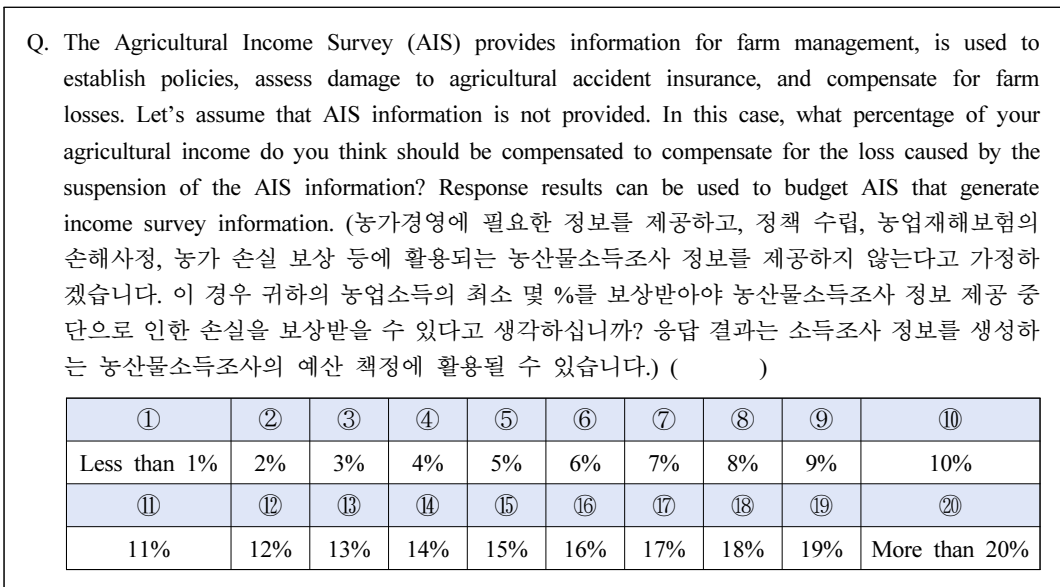 Q. The Agricultural Income Survey (AIS) provides information for farm management, is used to
establish policies, assess damage to agricultural accident insurance, and compensate for farm
losses. Let's assume that AIS information is not provided. In this case, what percentage of your
agricultural income do you think should be compensated to compensate for the loss caused by the
suspension of the AIS information? Response results can be used to budget AIS that generate
income survey information. (농가경영에 필요한 정보를 제공하고, 정책 수립, 농업재해보험의
손해사정, 농가 손실 보상 등에 활용되는 농산물소득조사 정보를 제공하지 않는다고 가정하
겠습니다. 이 경우 귀하의 농업소득의 최소 몇 %를 보상받아야 농산물소득조사 정보 제공 중
단으로 인한 손실을 보상받을 수 있다고 생각하십니까? 응답 결과는 소득조사 정보를 생성하
는 농산물소득조사의 예산 책정에 활용될 수 있습니다.) ( )
① ② ③ ④ ⑤ ⑥ ⑦ ⑧ ⑨ ⑩
Less than 1% 2% 3% 4% 5% 6% 7% 8% 9% 10%
⑪ ⑫ ⑬ ⑭ ⑮ ⑯ ⑰ ⑱ ⑲ ⑳
11% 12% 13% 14% 15% 16% 17% 18% 19% More than 20%